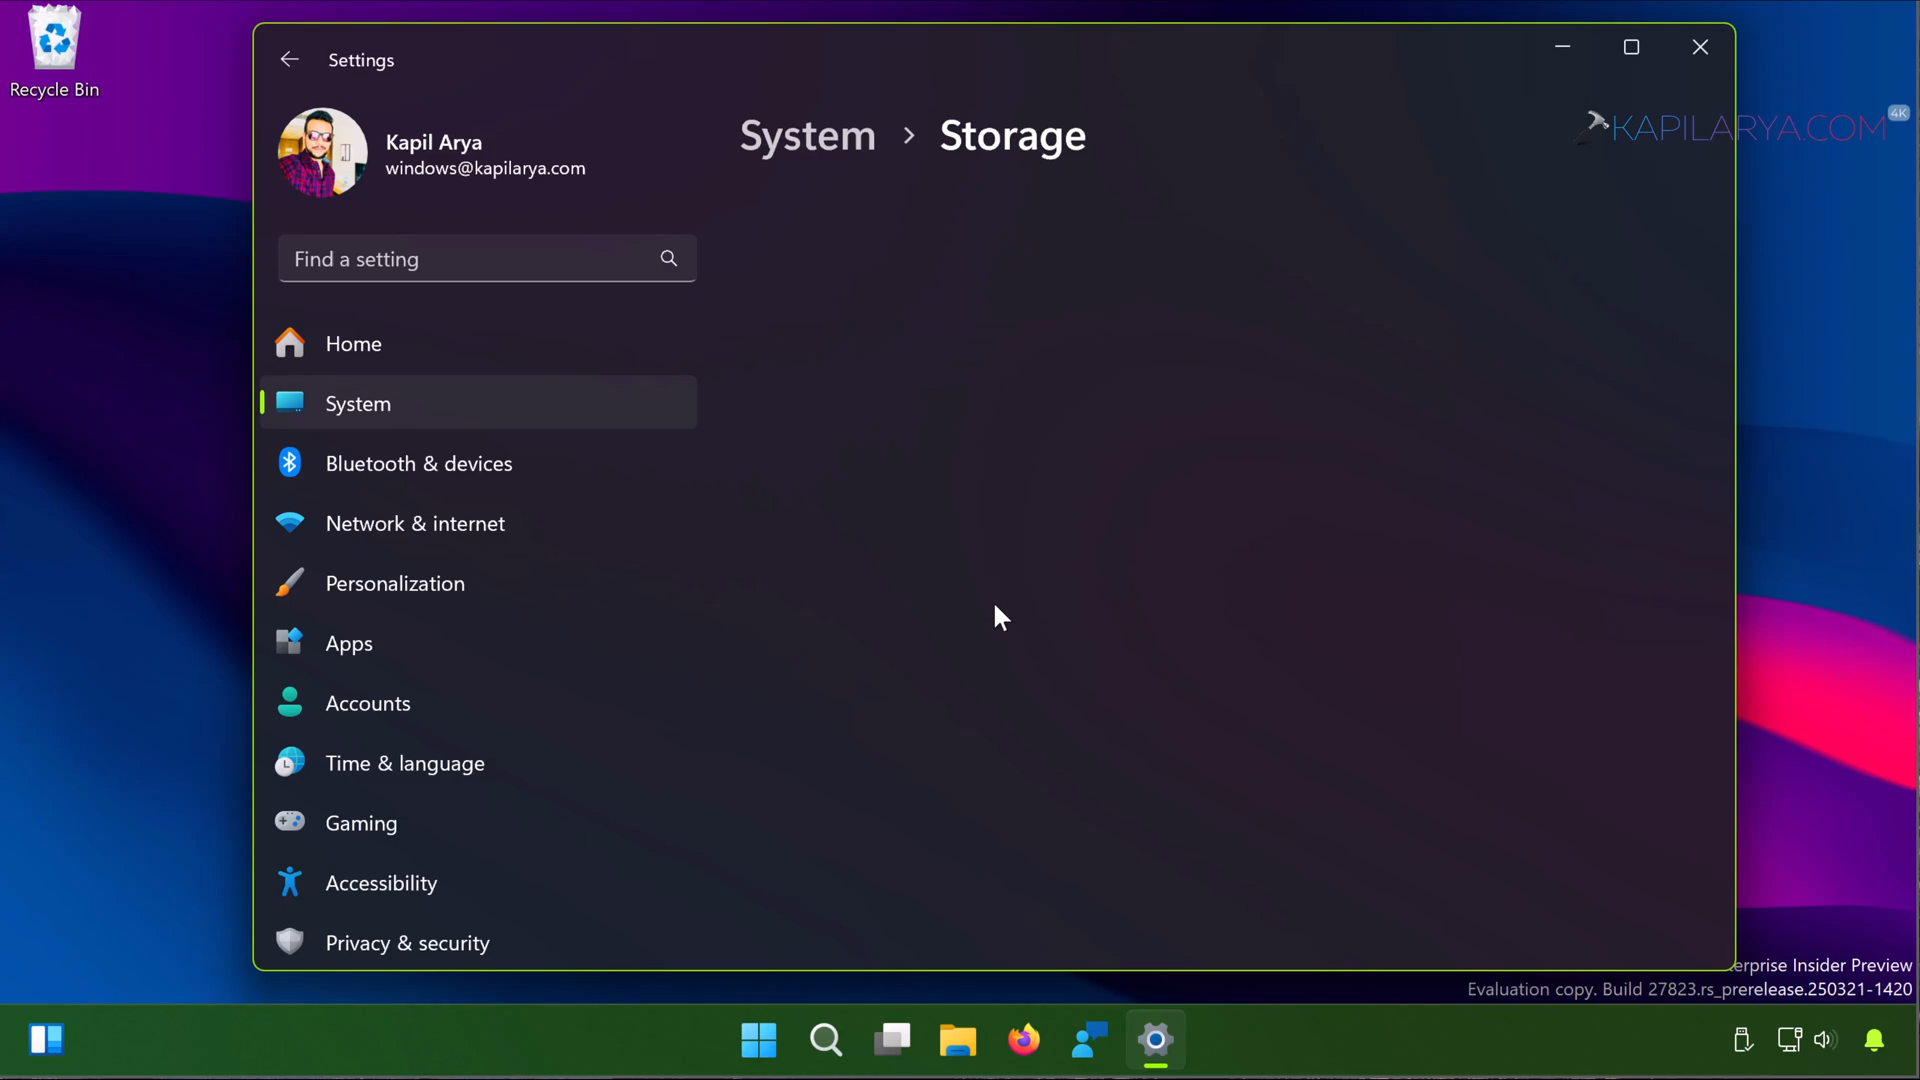 Recycle Bin
Settings
Kapil Arya
windows@kapilarya.com
System > Storage
KAPILARYA.COM
4K
Find a setting
Home
System
Bluetooth & devices
Network & internet
Personalization
Apps
Accounts
Time & language
Gaming
Accessibility
Privacy & security
erprise Insider Preview
Evaluation copy. Build 27823.rs_prerelease.250321-1420